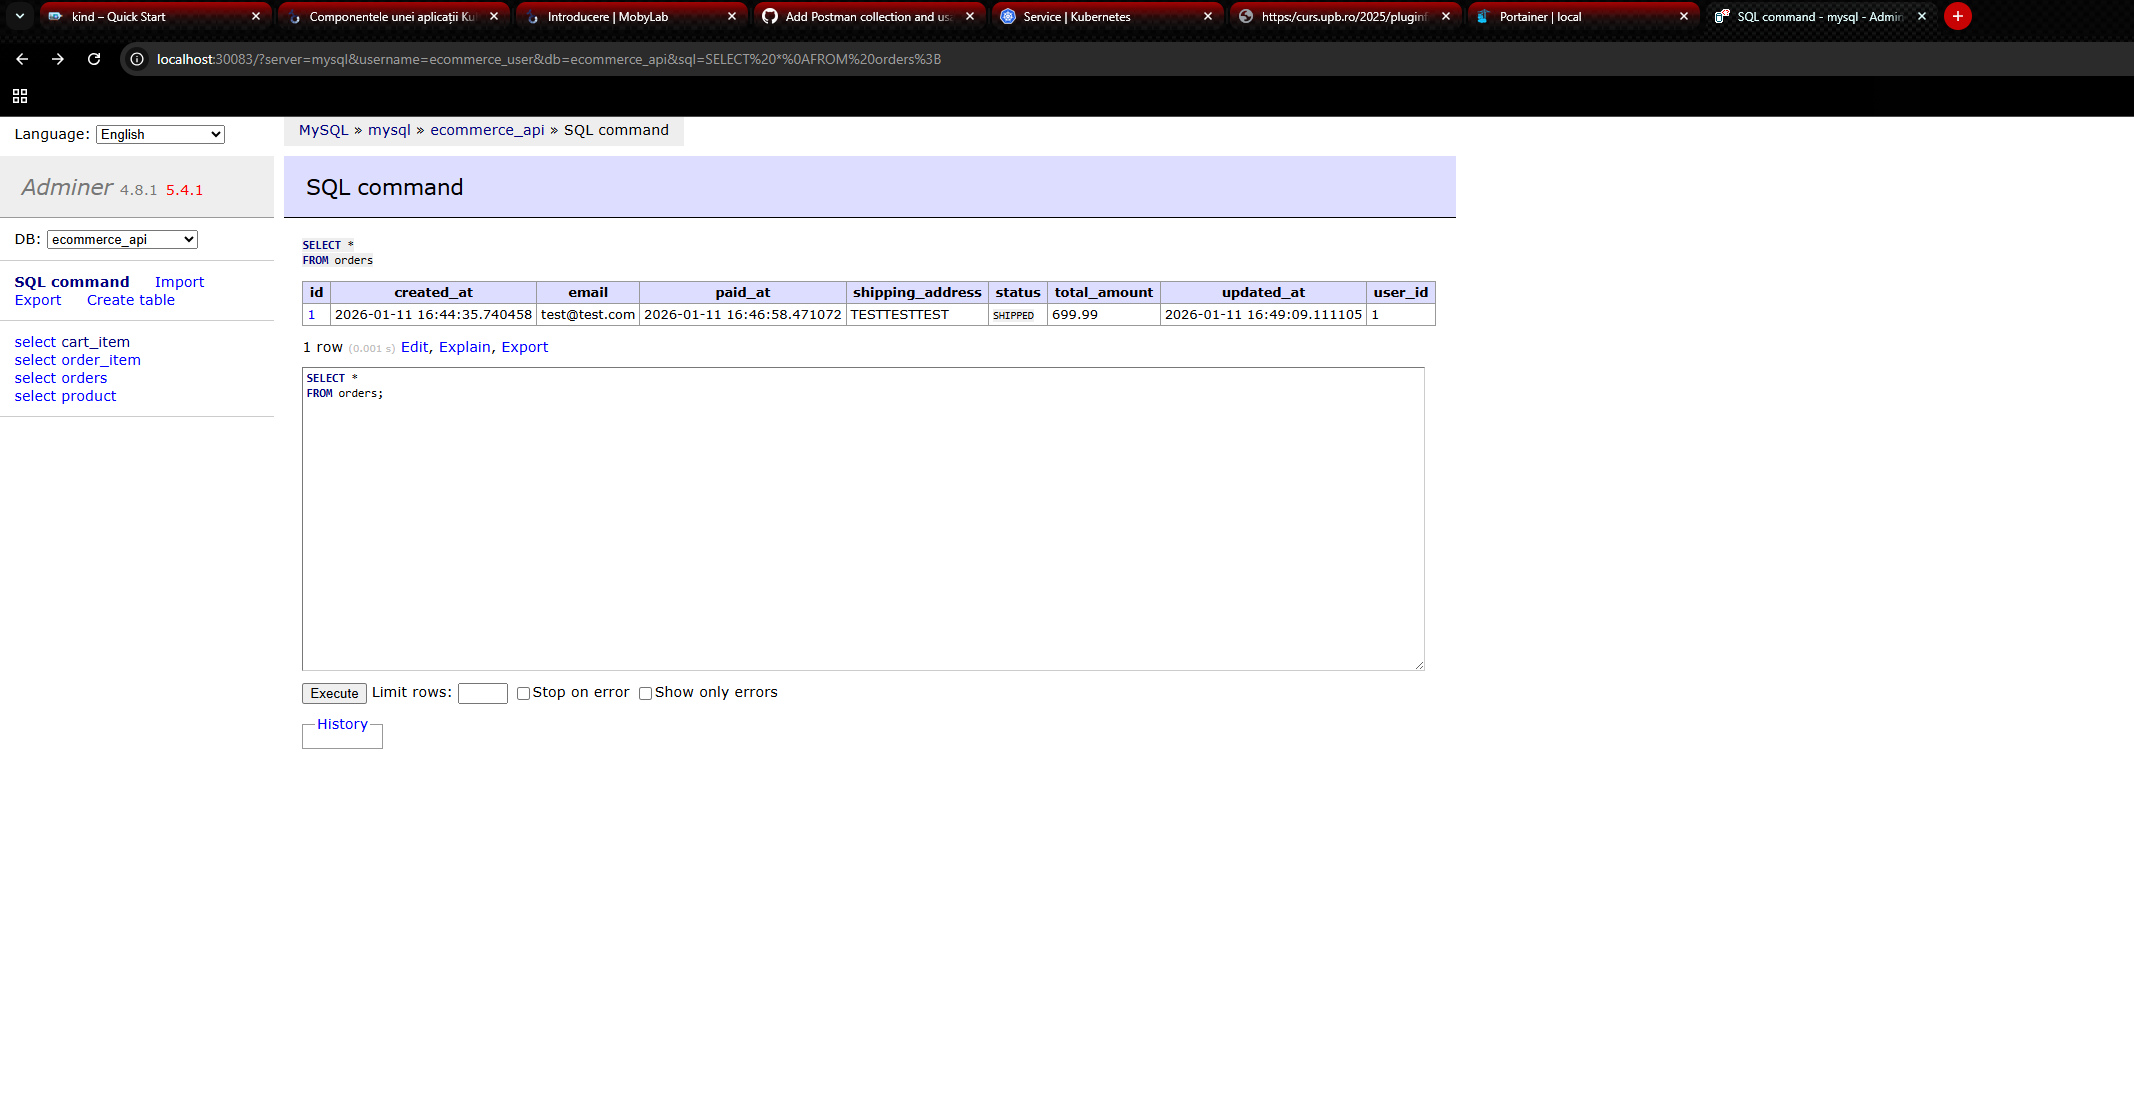 kind – Quick Start
Componentele unei aplicații Ku
Introducere | MobyLab
Add Postman collection and usa
Service | Kubernetes
https:/curs.upb.ro/2025/pluginf
Portainer | local
SQL command - mysql - Admin
localhost:30083/?server=mysql&username=ecommerce_user&db=ecommerce_api&sql=SELECT%20*%0AFROM%20orders%3B
Language: English
MySQL » mysql » ecommerce_api » SQL command
Adminer 4.8.1 5.4.1
SQL command
DB: ecommerce_api
SQL command Import
Export Create table
select cart_item
select order_item
select orders
select product
SELECT *
FROM orders
id created_at email paid_at shipping_address status total_amount updated_at user_id
1 2026-01-11 16:44:35.740458 test@test.com 2026-01-11 16:46:58.471072 TESTTESTTEST SHIPPED 699.99 2026-01-11 16:49:09.111105 1
1 row (0.001 s) Edit, Explain, Export
SELECT *
FROM orders;
Execute Limit rows: Stop on error Show only errors
History